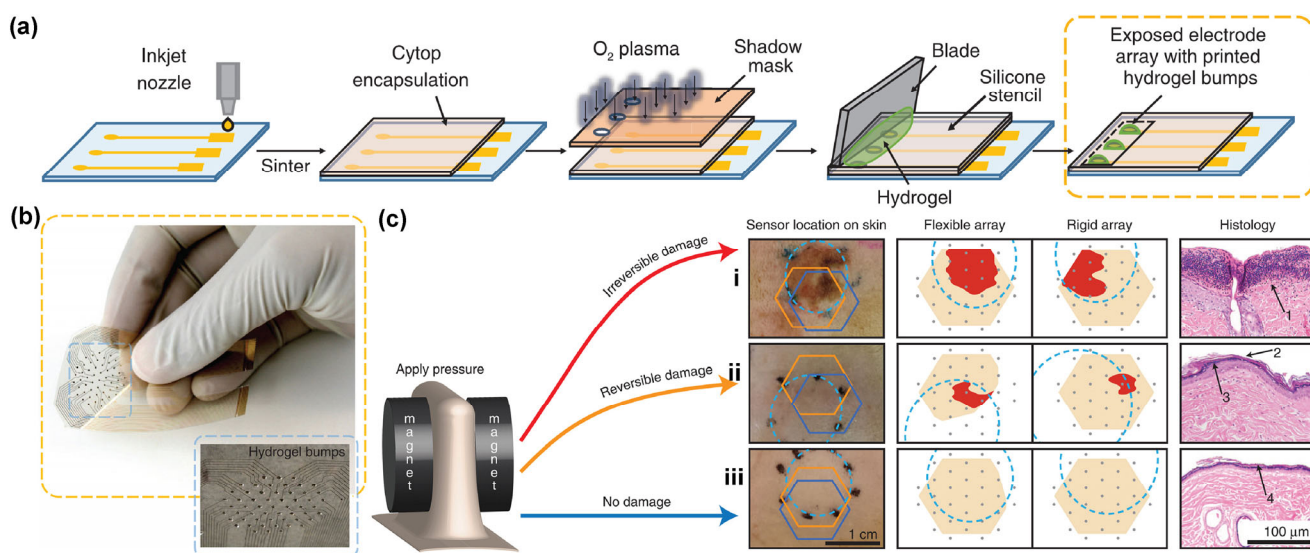 (a)
Inkjet
nozzle
Sinter
Cytop
encapsulation
O₂ plasma
Shadow
mask
Blade
Silicone
stencil
Hydrogel
Exposed electrode
array with printed
hydrogel bumps
(b)
Hydrogel bumps
(c)
Apply pressure
magnet
magnet
Irreversible damage
Reversible damage
No damage
Sensor location on skin
Flexible array
Rigid array
Histology
i
1
ii
2
3
iii
1 cm
4
100 μm